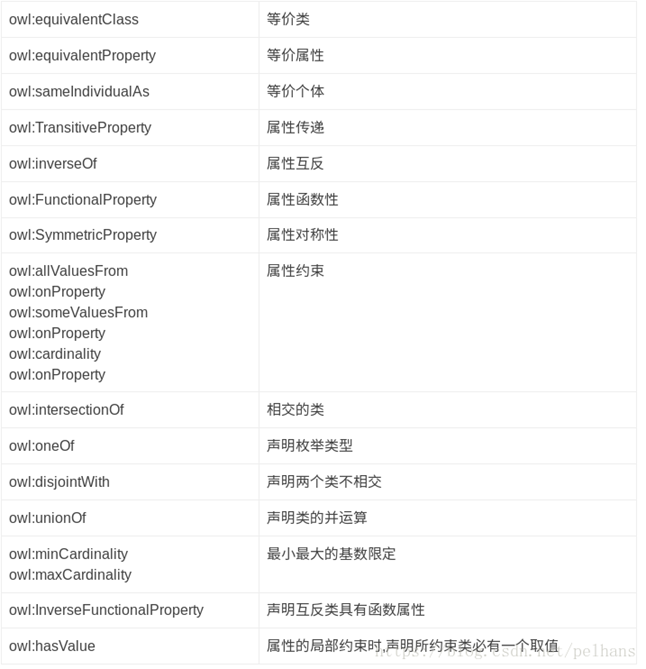 owl:equivalentClass 等价类
owl:equivalentProperty 等价属性
owl:sameIndividualAs 等价个体
owl:TransitiveProperty 属性传递
owl:inverseOf 属性互反
owl:FunctionalProperty 属性函数性
owl:SymmetricProperty 属性对称性
owl:allValuesFrom 属性约束
owl:onProperty
owl:someValuesFrom
owl:onProperty
owl:cardinality
owl:onProperty
owl:intersectionOf 相交的类
owl:oneOf 声明枚举类型
owl:disjointWith 声明两个类不相交
owl:unionOf 声明类的并运算
owl:minCardinality 最小最大的基数限定
owl:maxCardinality
owl:InverseFunctionalProperty 声明互反类具有函数属性
owl:hasValue 属性的局部约束时,声明所约束类必有一个取值
https://blog.csdn.net/pelhans